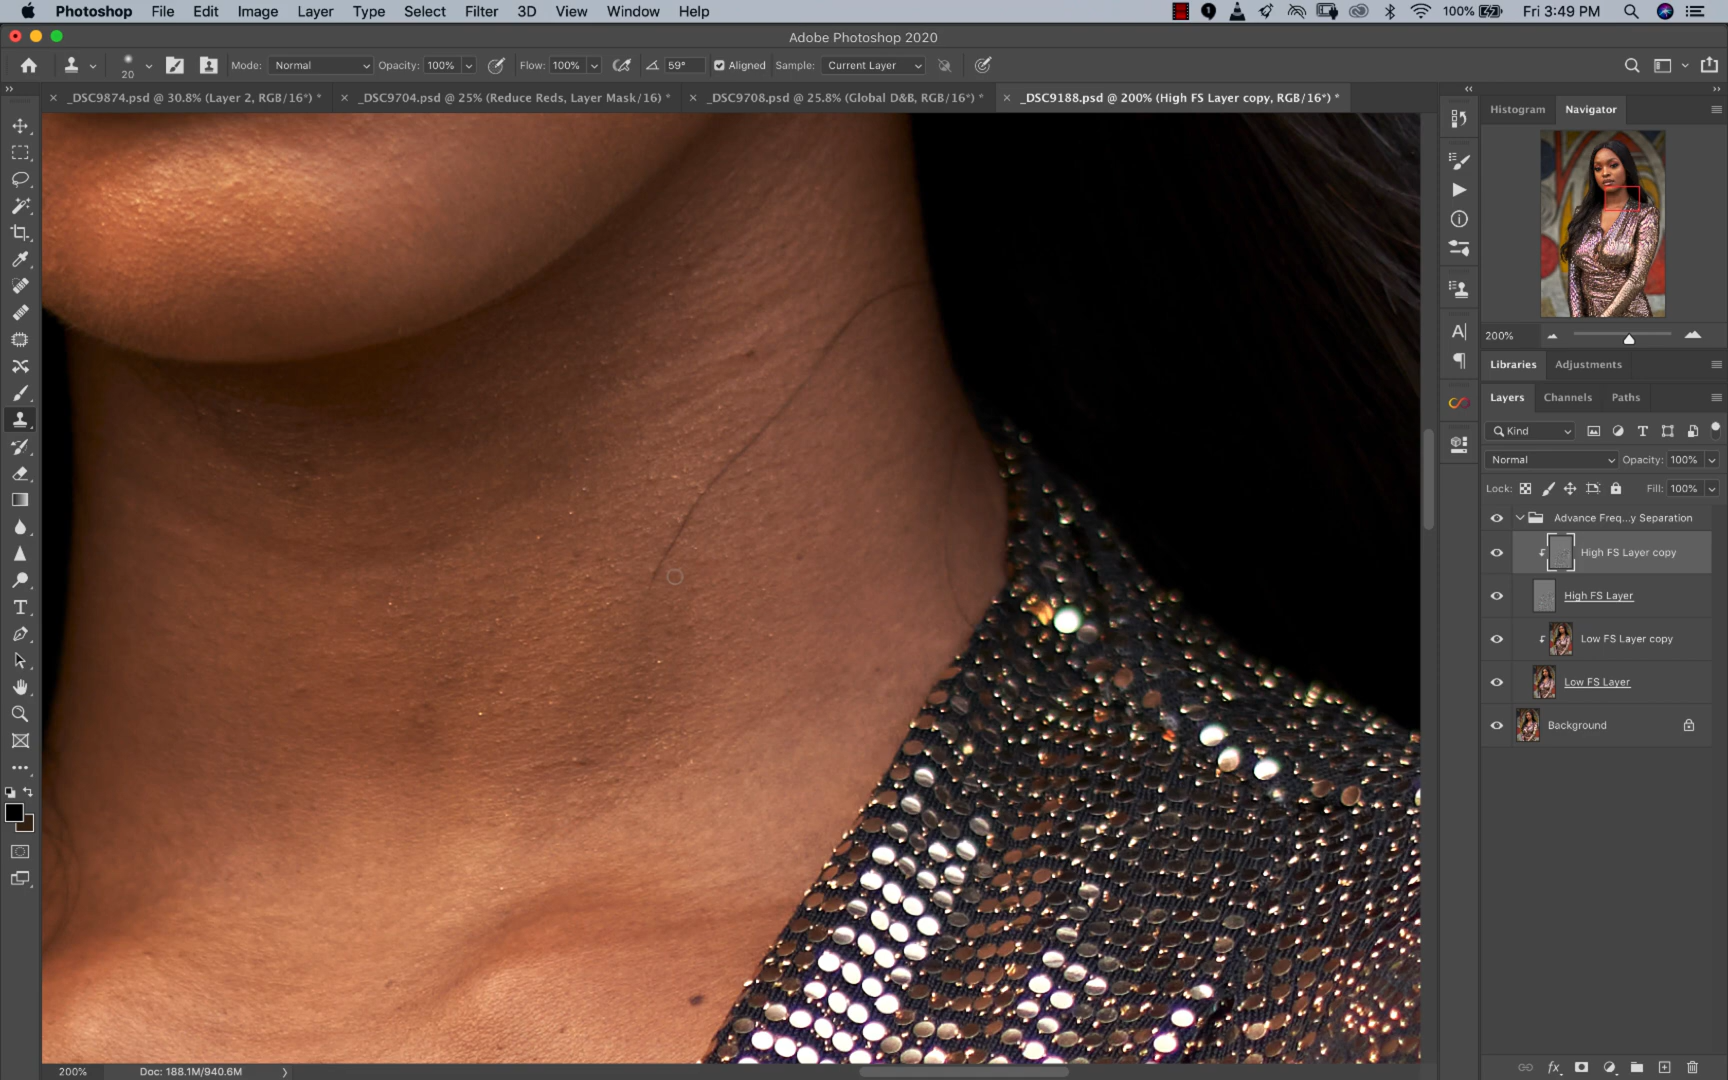 Photoshop File Edit Image Layer Type Select Filter 3D View Window Help 100% Fri 3:49 PM
Adobe Photoshop 2020
20 Mode: Normal Opacity: 100% Flow: 100% 59° Aligned Sample: Current Layer
_DSC9874.psd @ 30.8% (Layer 2, RGB/16*) * _DSC9704.psd @ 25% (Reduce Reds, Layer Mask/16) * _DSC9708.psd @ 25.8% (Global D&B, RGB/16*) * _DSC9188.psd @ 200% (High FS Layer copy, RGB/16*) *
Histogram Navigator
200%
Libraries Adjustments
Layers Channels Paths
Kind
Normal Opacity: 100%
Lock: Fill: 100%
Advance Freq...y Separation
High FS Layer copy
High FS Layer
Low FS Layer copy
Low FS Layer
Background
200% Doc: 188.1M/940.6M